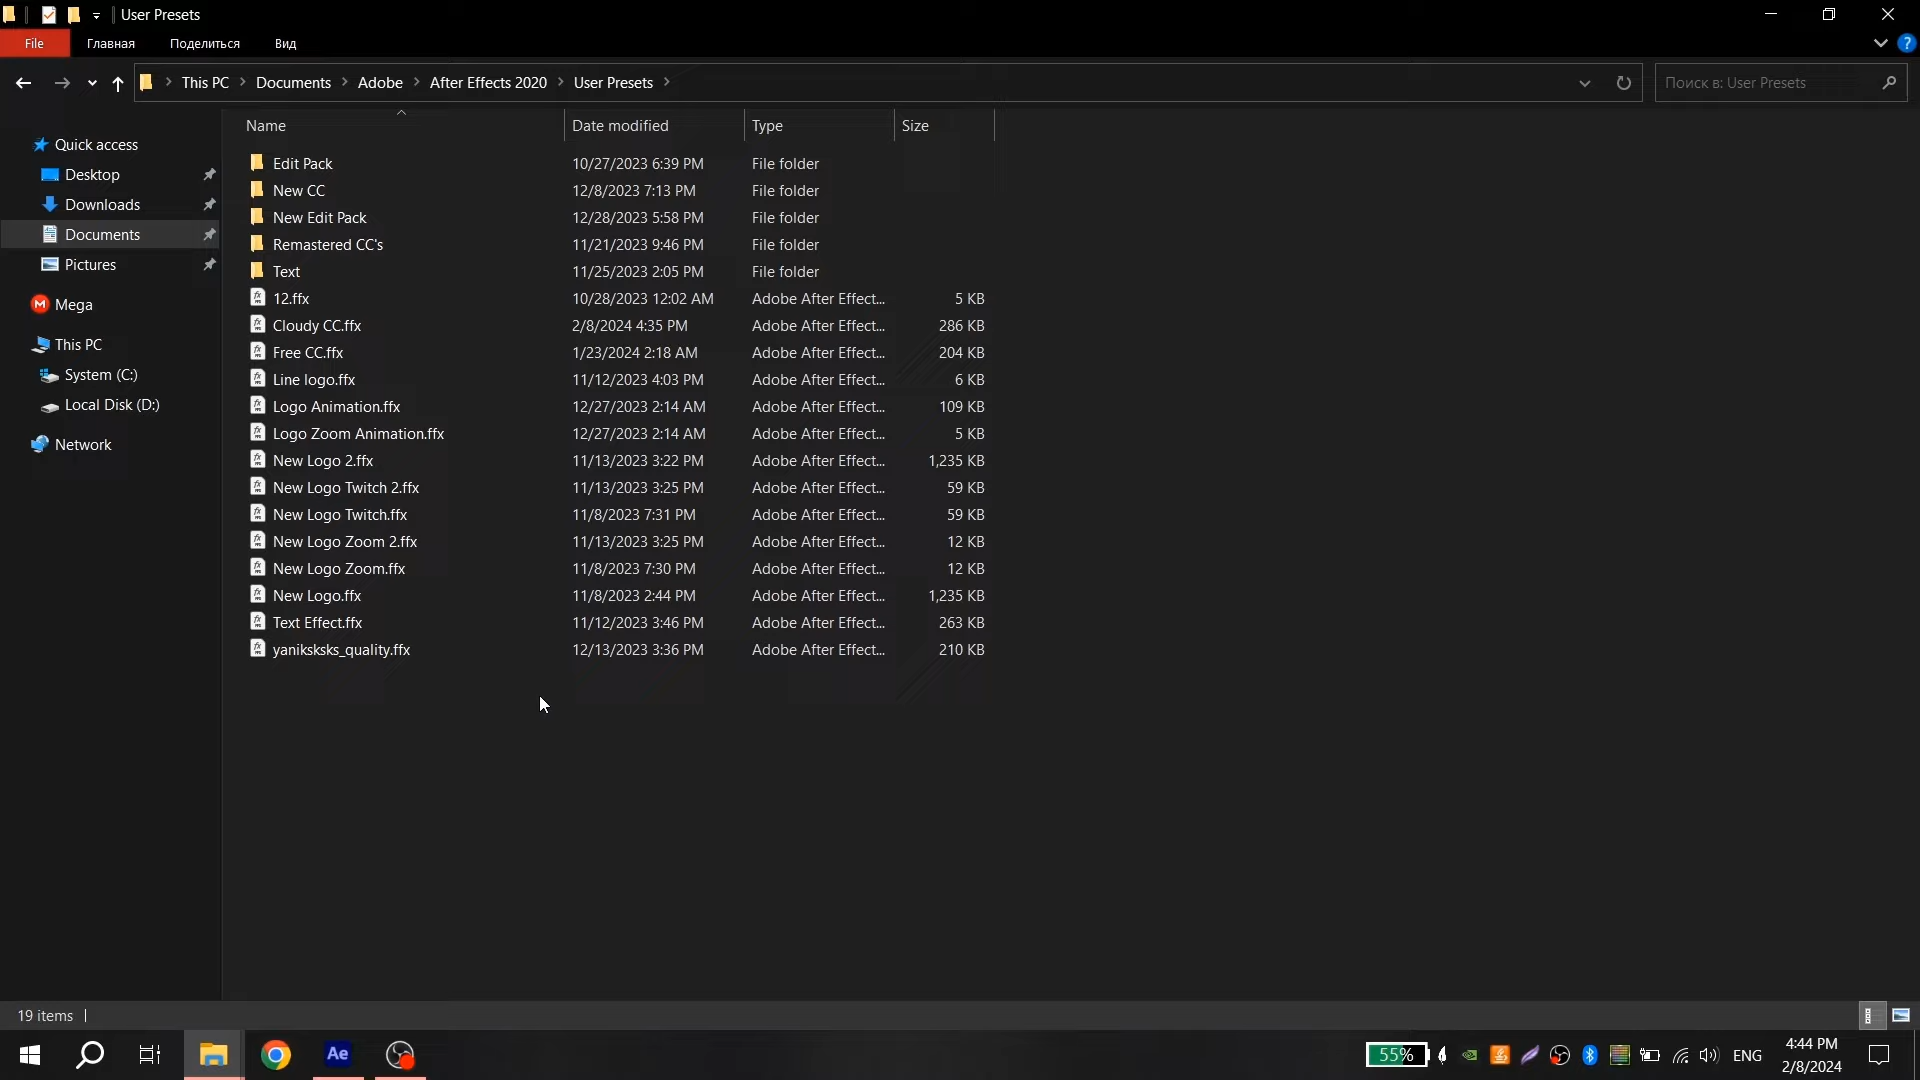 User Presets
File Главная Поделиться Вид
This PC Documents Adobe After Effects 2020 User Presets Поиск в: User Presets
Name Date modified Type Size
Quick access
Desktop
Downloads
Documents
Pictures
Mega
This PC
System (C:)
Local Disk (D:)
Network
Edit Pack 10/27/2023 6:39 PM File folder
New CC 12/8/2023 7:13 PM File folder
New Edit Pack 12/28/2023 5:58 PM File folder
Remastered CC's 11/21/2023 9:46 PM File folder
Text 11/25/2023 2:05 PM File folder
12.ffx 10/28/2023 12:02 AM Adobe After Effect... 5 KB
Cloudy CC.ffx 2/8/2024 4:35 PM Adobe After Effect... 286 KB
Free CC.ffx 1/23/2024 2:18 AM Adobe After Effect... 204 KB
Line logo.ffx 11/12/2023 4:03 PM Adobe After Effect... 6 KB
Logo Animation.ffx 12/27/2023 2:14 AM Adobe After Effect... 109 KB
Logo Zoom Animation.ffx 12/27/2023 2:14 AM Adobe After Effect... 5 KB
New Logo 2.ffx 11/13/2023 3:22 PM Adobe After Effect... 1,235 KB
New Logo Twitch 2.ffx 11/13/2023 3:25 PM Adobe After Effect... 59 KB
New Logo Twitch.ffx 11/8/2023 7:31 PM Adobe After Effect... 59 KB
New Logo Zoom 2.ffx 11/13/2023 3:25 PM Adobe After Effect... 12 KB
New Logo Zoom.ffx 11/8/2023 7:30 PM Adobe After Effect... 12 KB
New Logo.ffx 11/8/2023 2:44 PM Adobe After Effect... 1,235 KB
Text Effect.ffx 11/12/2023 3:46 PM Adobe After Effect... 263 KB
yaniksksks_quality.ffx 12/13/2023 3:36 PM Adobe After Effect... 210 KB
19 items
Ae 55% ENG 4:44 PM
2/8/2024